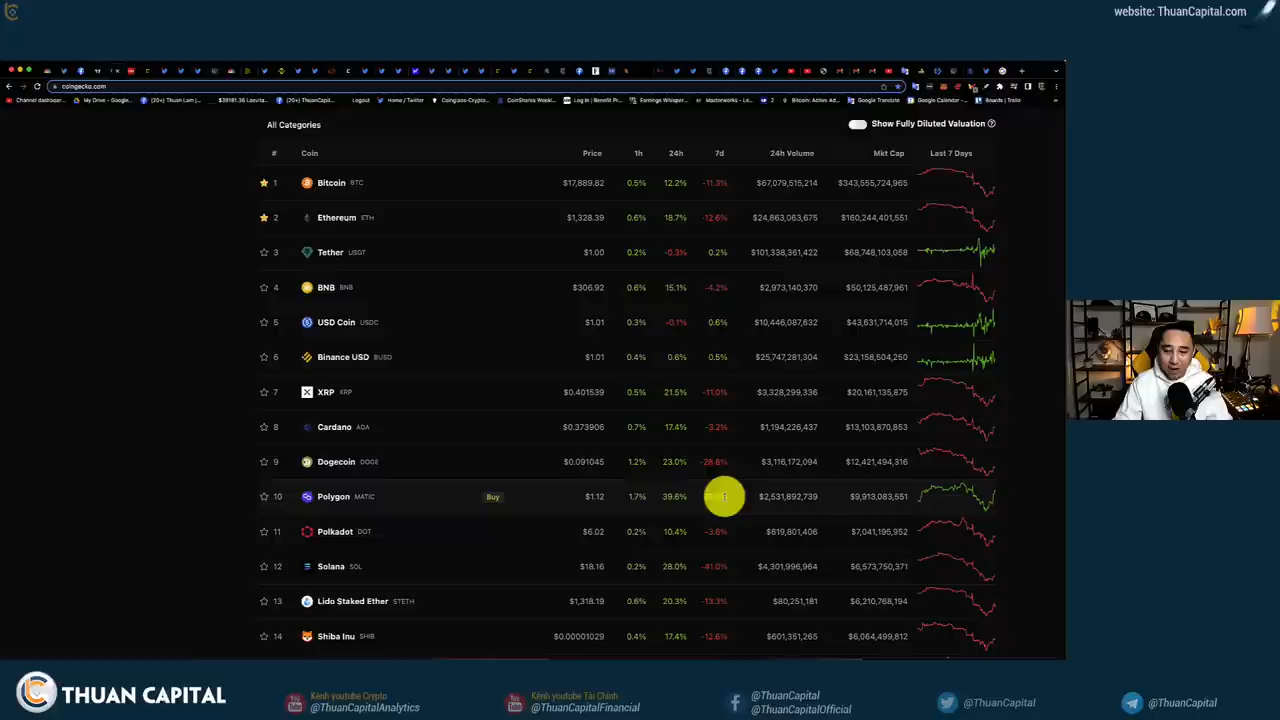 website: ThuanCapital.com
coingecko.com
All Categories
Show Fully Diluted Valuation
# Coin Price 1h 24h 7d 24h Volume Mkt Cap Last 7 Days
1 Bitcoin BTC $17,889.82 0.5% 12.2% -11.3% $67,079,515,214 $343,555,724,965
2 Ethereum ETH $1,328.39 0.6% 18.7% -12.6% $24,863,063,675 $160,244,401,551
3 Tether USDT $1.00 0.2% -0.3% 0.2% $101,338,361,422 $68,748,103,058
4 BNB BNB $306.92 0.6% 15.1% -4.2% $2,973,140,370 $50,125,487,961
5 USD Coin USDC $1.01 0.3% -0.1% 0.6% $10,446,087,632 $43,631,714,015
6 Binance USD BUSD $1.01 0.4% 0.6% 0.5% $25,747,281,304 $23,158,504,250
7 XRP XRP $0.401539 0.5% 21.5% -11.0% $3,328,299,336 $20,161,135,875
8 Cardano ADA $0.373906 0.7% 17.4% -3.2% $1,194,226,437 $13,103,870,853
9 Dogecoin DOGE $0.091045 1.2% 23.0% -28.8% $3,116,172,094 $12,421,494,316
10 Polygon MATIC Buy $1.12 1.7% 39.6% $2,531,892,739 $9,913,083,551
11 Polkadot DOT $6.02 0.2% 10.4% -3.6% $619,801,406 $7,041,195,952
12 Solana SOL $18.16 0.2% 28.0% -41.0% $4,301,996,964 $6,573,750,371
13 Lido Staked Ether STETH $1,318.19 0.6% 20.3% -13.3% $80,251,181 $6,210,768,194
14 Shiba Inu SHIB $0.00001029 0.4% 17.4% -12.6% $601,351,265 $6,064,499,812
THUAN CAPITAL
Kênh youtube Crypto
@ThuanCapitalAnalytics
Kênh youtube Tài Chính
@ThuanCapitalFinancial
@ThuanCapital
@ThuanCapitalOfficial
@ThuanCapital
@ThuanCapital